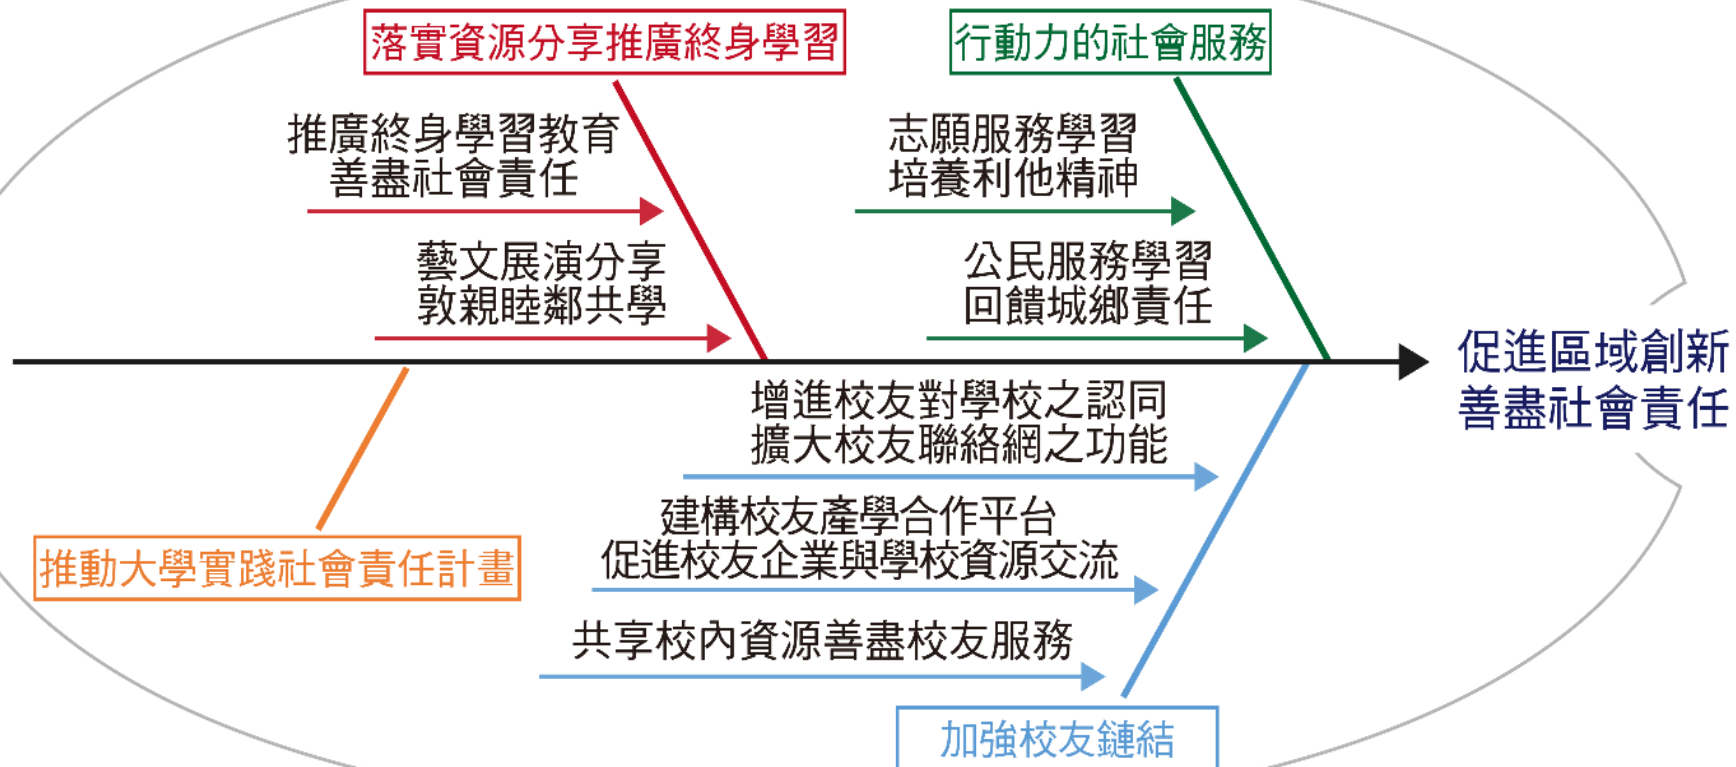 落實資源分享推廣終身學習
行動力的社會服務
推廣終身學習教育
善盡社會責任
志願服務學習
培養利他精神
藝文展演分享
敦親睦鄰共學
公民服務學習
回饋城鄉責任
促進區域創新
善盡社會責任
增進校友對學校之認同
擴大校友聯絡網之功能
建構校友產學合作平台
促進校友企業與學校資源交流
推動大學實踐社會責任計畫
共享校內資源善盡校友服務
加強校友鏈結